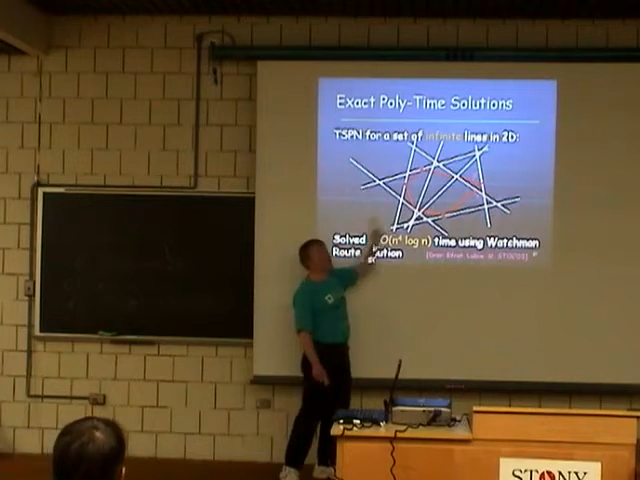 Exact Poly-Time Solutions
TSPN for a set of infinite lines in 2D:
Solved O(n⁴ log n) time using Watchman
Route
STONY